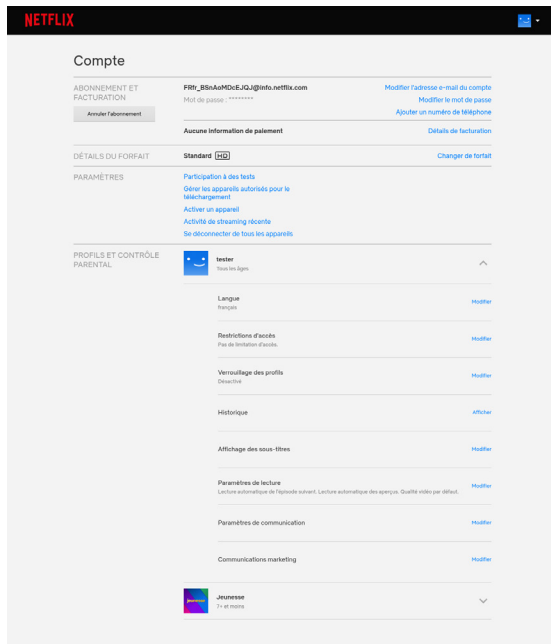 NETFLIX
Compte
ABONNEMENT ET
FACTURATION
Annuler l'abonnement
FRfr_BSnAoMDcEJQJ@info.netflix.com
Modifier l'adresse e-mail du compte
Mot de passe : ********
Modifier le mot de passe
Ajouter un numéro de téléphone
Aucune information de paiement
Détails de facturation
DÉTAILS DU FORFAIT
Standard HD
Changer de forfait
PARAMÈTRES
Participation à des tests
Gérer les appareils autorisés pour le
téléchargement
Activer un appareil
Activité de streaming récente
Se déconnecter de tous les appareils
PROFILS ET CONTRÔLE
PARENTAL
tester
Tous les âges
Langue
français
Modifier
Restrictions d'accès
Pas de limitation d'accès.
Modifier
Verrouillage des profils
Désactivé
Modifier
Historique
Afficher
Affichage des sous-titres
Modifier
Paramètres de lecture
Lecture automatique de l'épisode suivant. Lecture automatique des aperçus. Qualité vidéo par défaut.
Modifier
Paramètres de communication
Modifier
Communications marketing
Modifier
jeunesse
Jeunesse
7+ et moins